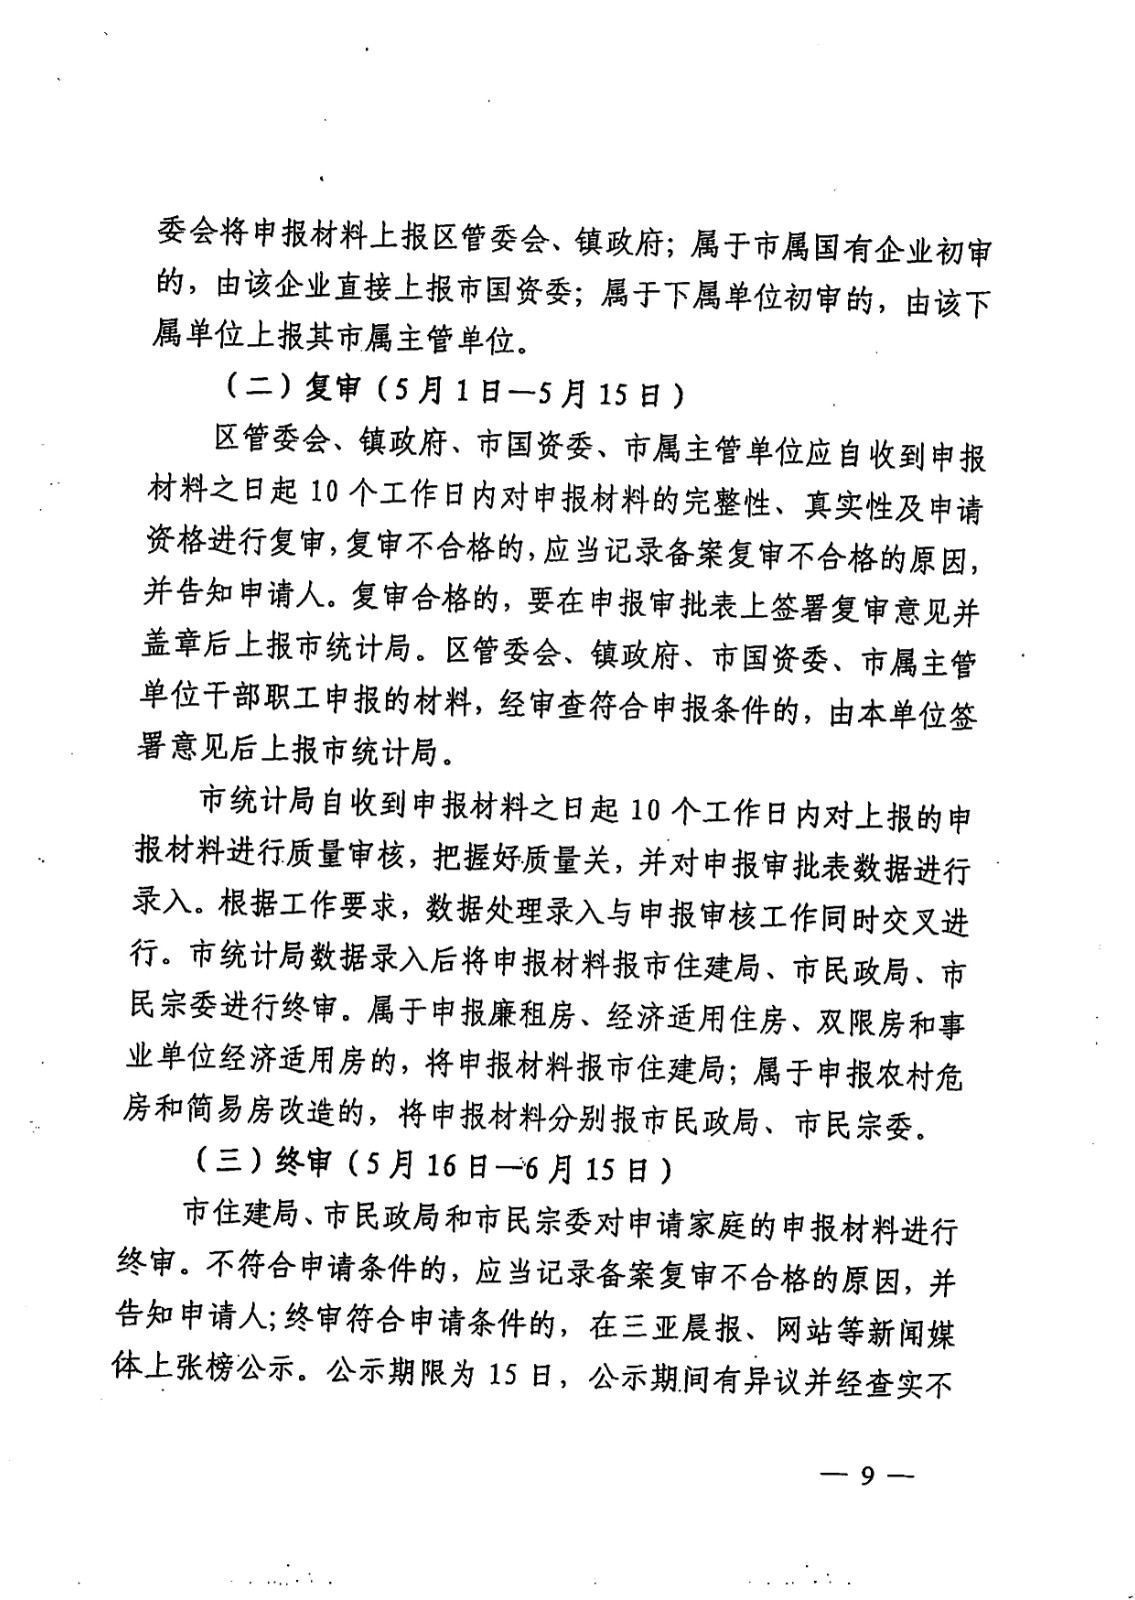 委会将申报材料上报区管委会、镇政府；属于市属国有企业初审
的，由该企业直接上报市国资委；属于下属单位初审的，由该下
属单位上报其市属主管单位。
（二）复审（5月1日—5月15日）
区管委会、镇政府、市国资委、市属主管单位应自收到申报
材料之日起10个工作日内对申报材料的完整性、真实性及申请
资格进行复审，复审不合格的，应当记录备案复审不合格的原因，
并告知申请人。复审合格的，要在申报审批表上签署复审意见并
盖章后上报市统计局。区管委会、镇政府、市国资委、市属主管
单位干部职工申报的材料，经审查符合申报条件的，由本单位签
署意见后上报市统计局。
市统计局自收到申报材料之日起10个工作日内对上报的申
报材料进行质量审核，把握好质量关，并对申报审批表数据进行
录入。根据工作要求，数据处理录入与申报审核工作同时交叉进
行。市统计局数据录入后将申报材料报市住建局、市民政局、市
民宗委进行终审。属于申报廉租房、经济适用住房、双限房和事
业单位经济适用房的，将申报材料报市住建局；属于申报农村危
房和简易房改造的，将申报材料分别报市民政局、市民宗委。
（三）终审（5月16日—6月15日）
市住建局、市民政局和市民宗委对申请家庭的申报材料进行
终审。不符合申请条件的，应当记录备案复审不合格的原因，并
告知申请人；终审符合申请条件的，在三亚晨报、网站等新闻媒
体上张榜公示。公示期限为15日，公示期间有异议并经查实不
— 9 —